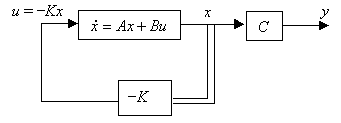 u = −Kx
ẋ = Ax + Bu
x
C
y
−K